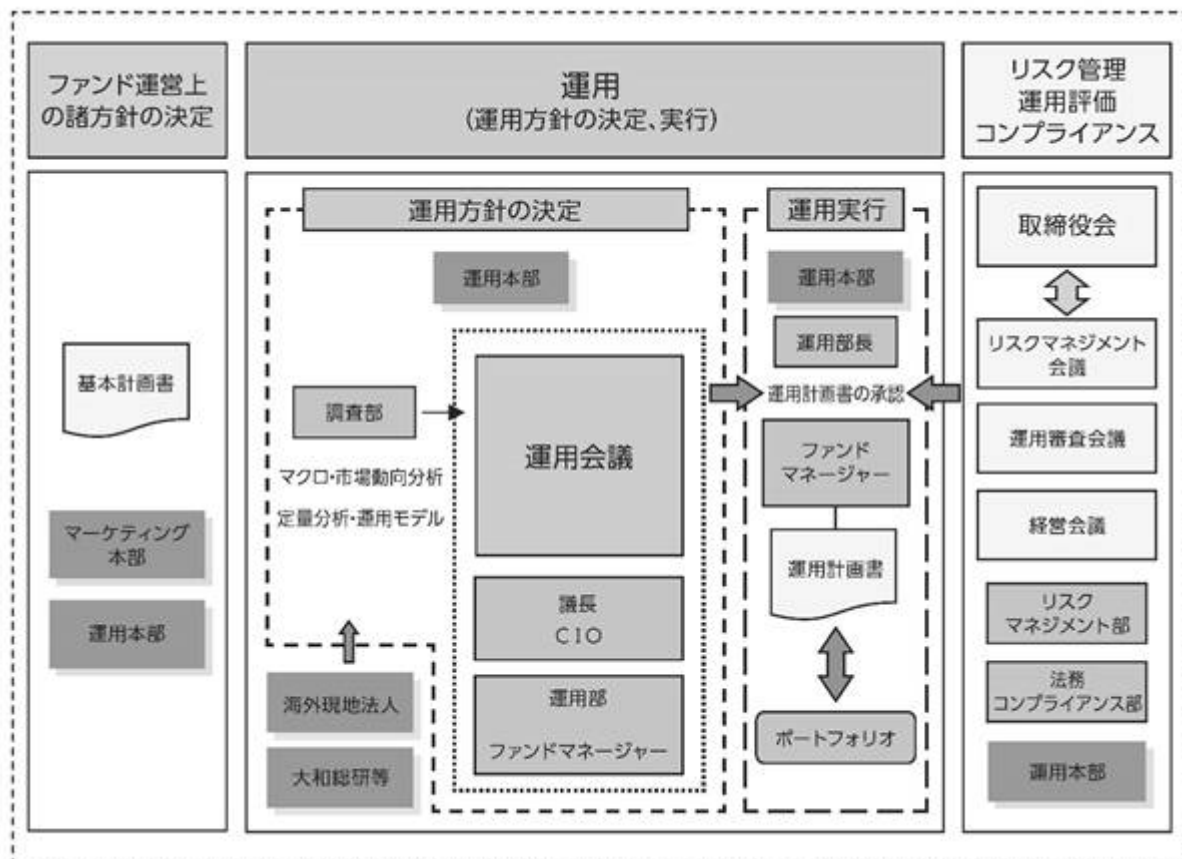 ファンド運営上
の諸方針の決定
運用
(運用方針の決定、実行)
リスク管理
運用評価
コンプライアンス
基本計画書
マーケティング
本部
運用本部
運用方針の決定
運用本部
調査部
マクロ・市場動向分析
定量分析・運用モデル
運用会議
議長
CIO
運用部
ファンドマネージャー
海外現地法人
大和総研等
運用実行
運用本部
運用部長
運用計画書の承認
ファンド
マネージャー
運用計画書
ポートフォリオ
取締役会
リスクマネジメント
会議
運用審査会議
経営会議
リスク
マネジメント部
法務
コンプライアンス部
運用本部